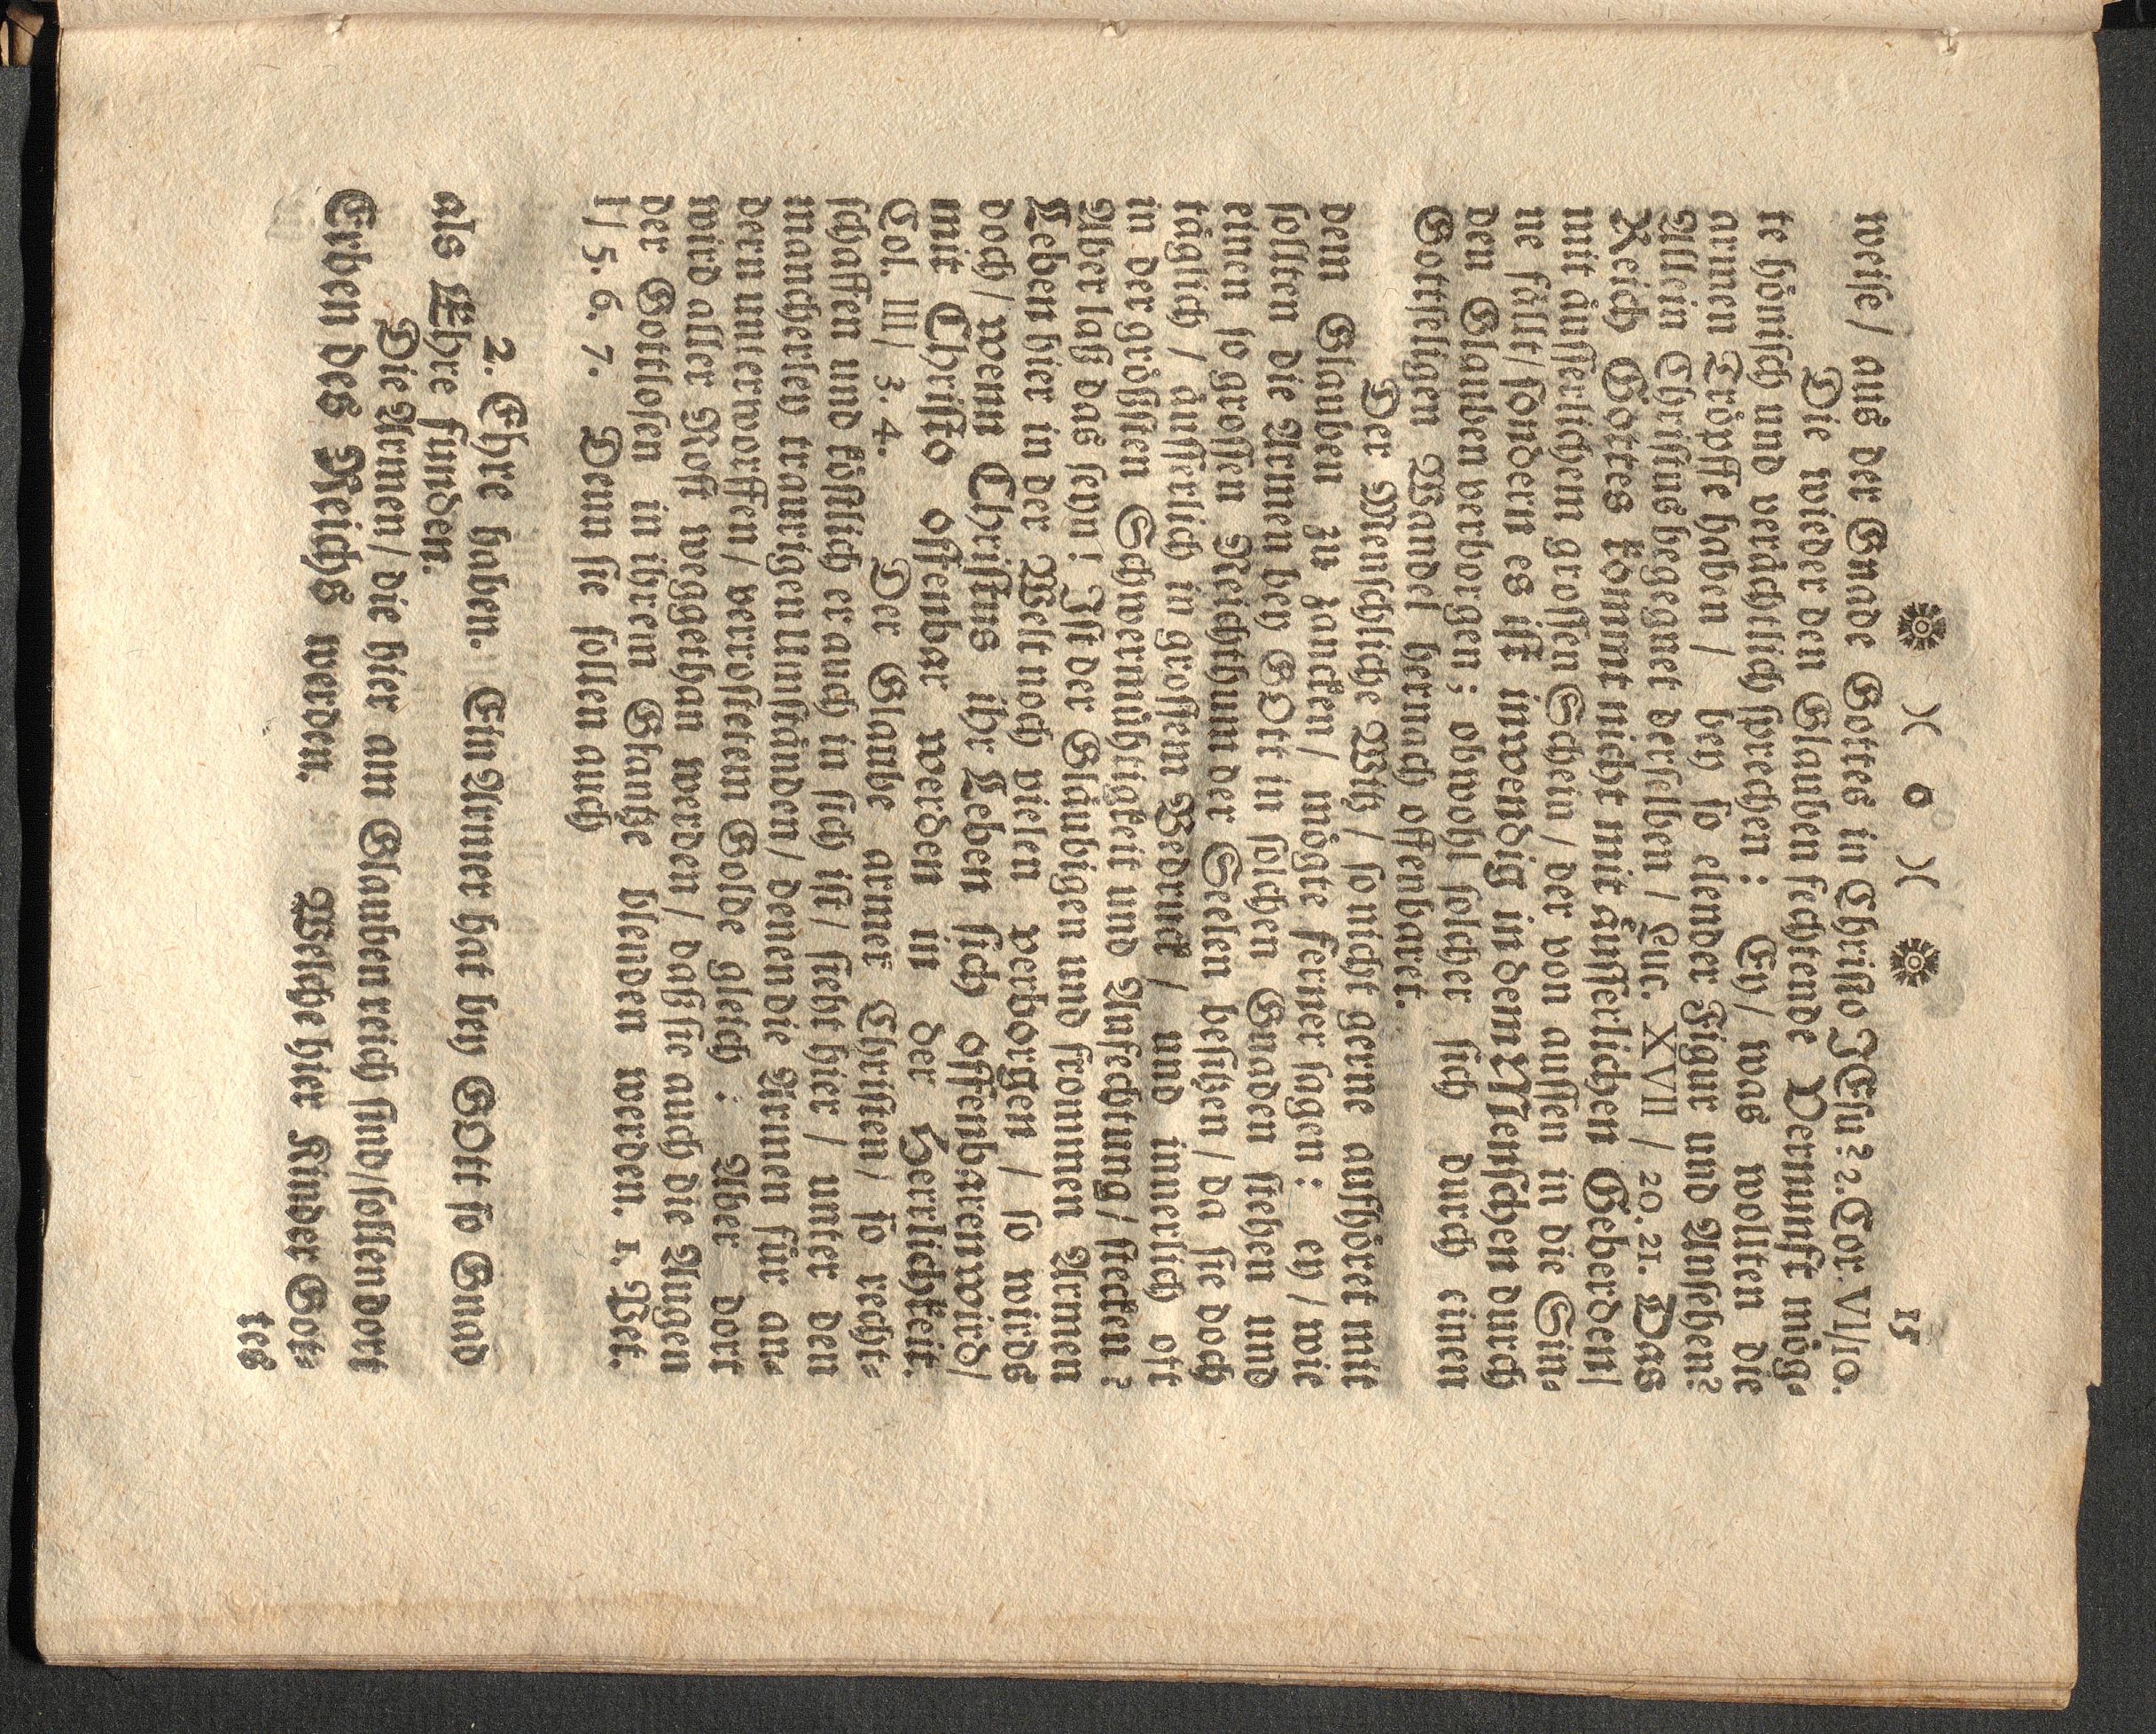 )( o )( 15
weise / aus der Gnade Gottes in Christo JEsu? 2. Cor. VI/10.
Die wieder den Glauben fechtende Vernunft mög-
te hönisch und verächtlich sprechen: Ey / was wollten die
armen Tröpffe haben / bey so elender Figur und Ansehen?
Allein Christus begegnet derselben / Luc. XVII / 20. 21. Das
Reich Gottes kommt nicht mit äusserlichen Geberden/
mit äusserlichem grossen Schein / der von aussen in die Sin-
ne fällt/ sondern es ist inwendig in dem Menschen durch
den Glauben verborgen; obwohl solcher sich durch einen
Gottseligen Wandel hernach offenbaret.
Der Menschliche Witz / so nicht gerne aufhöret mit
dem Glauben zu zancken/ mögte ferner sagen: ey / wie
sollten die Armen bey GOtt in solchen Gnaden stehen und
einen so grossen Reichthum der Seelen besitzen / da sie doch
täglich / äusserlich in grossem Bedruck / und innerlich oft
in der größsten Schwermühtigkeit und Anfechtung / stecken?
Aber laß das seyn! Ist der Gläubigen und frommen Armen
Leben hier in der Welt noch vielen verborgen / so wirds
doch / wenn Christus ihr Leben sich offenbaren wird /
mit Christo offenbar werden in der Herrlichkeit.
Col. III / 3. 4. Der Glaube armer Christen / so recht-
schaffen und köstlich er auch in sich ist / siehet hier / unter den
mancherley traurigen Umständen / denen die Armen für an-
dern unterworffen / verrostetem Golde gleich: Aber dort
wird aller Rost weggethan werden / daß sie auch die Augen
der Gottlosen in ihrem Glantze blenden werden. 1. Pet.
I / 5. 6. 7. Denn sie sollen auch
2. Ehre haben. Ein Armer hat bey GOtt so Gnad
als Ehre funden.
Die Armen / die hier am Glauben reich sind/ sollen dort
Erben des Reichs werden. Welche hier Kinder Got-
tes